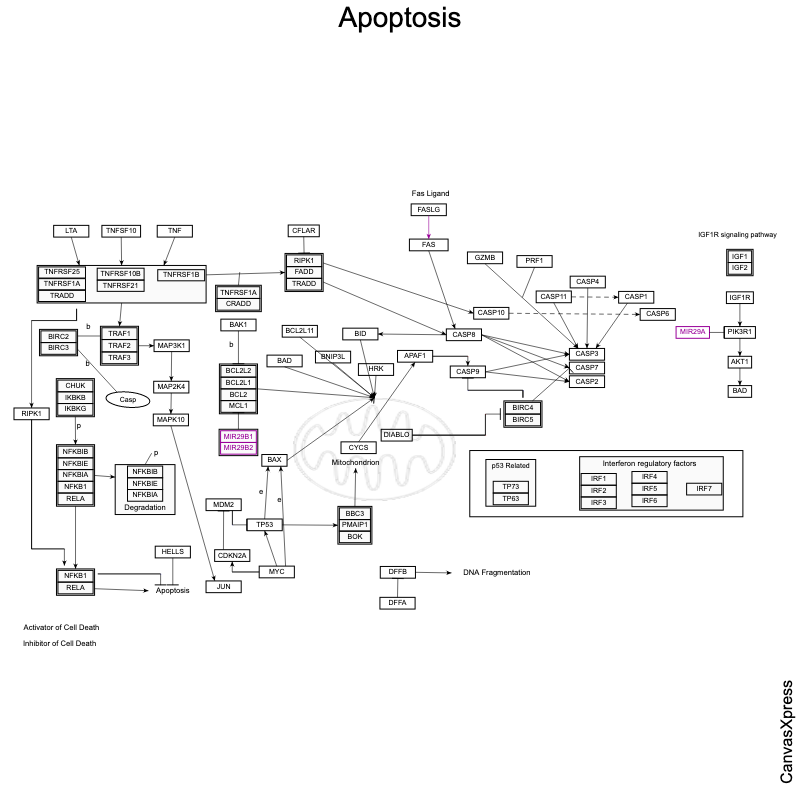 Apoptosis
Fas Ligand
FASLG
LTA
TNFSF10
TNF
CFLAR
FAS
IGF1R signaling pathway
GZMB
PRF1
IGF1
IGF2
TNFRSF25
TNFRSF1A
TRADD
TNFRSF10B
TNFRSF21
TNFRSF1B
RIPK1
FADD
TRADD
TNFRSF1A
CRADD
CASP4
CASP11
CASP1
IGF1R
CASP10
CASP6
BAK1
BCL2L11
BID
CASP8
MIR29A
PIK3R1
b
BIRC2
BIRC3
TRAF1
TRAF2
TRAF3
MAP3K1
b
b
BAD
BNIP3L
HRK
APAF1
CASP9
CASP3
CASP7
CASP2
AKT1
BAD
CHUK
IKBKB
IKBKG
Casp
MAP2K4
BCL2L2
BCL2L1
BCL2
MCL1
RIPK1
MAPK10
p
BIRC4
BIRC5
MIR29B1
MIR29B2
DIABLO
CYCS
Mitochondrion
NFKBIB
NFKBIE
NFKBIA
NFKB1
RELA
p
NFKBIB
NFKBIE
NFKBIA
Degradation
BAX
p53 Related
TP73
TP63
Interferon regulatory factors
IRF1
IRF2
IRF3
IRF4
IRF5
IRF6
IRF7
e
e
MDM2
TP53
BBC3
PMAIP1
BOK
HELLS
CDKN2A
MYC
NFKB1
RELA
Apoptosis
JUN
DFFB
DNA Fragmentation
DFFA
Activator of Cell Death
Inhibitor of Cell Death
CanvasXpress